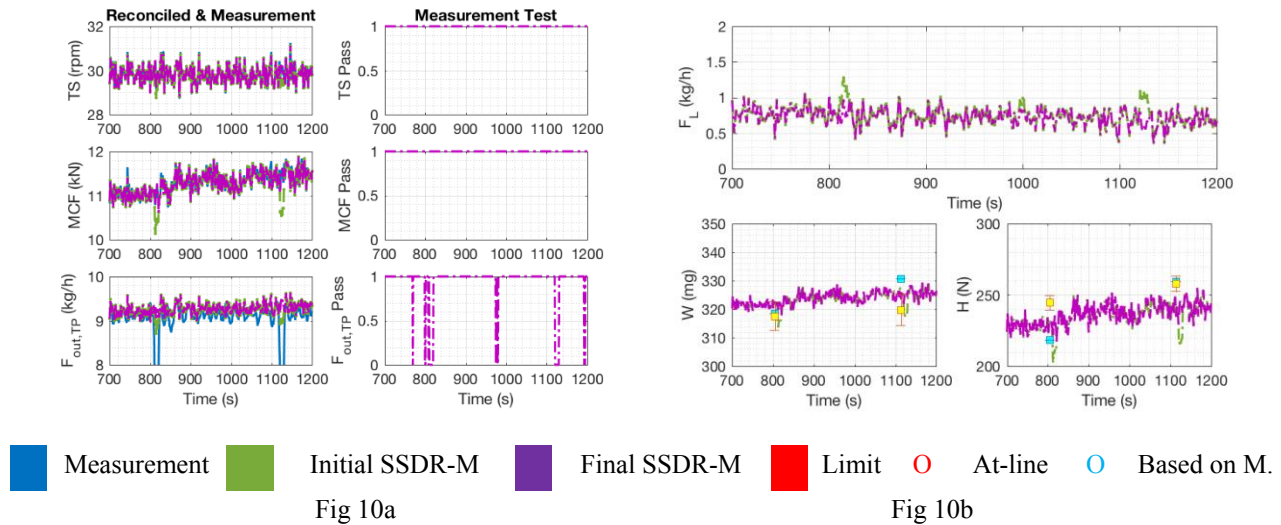 Reconciled & Measurement
Measurement Test
TS (rpm)
32
30
28
700 800 900 1000 1100 1200
TS Pass
1
0.5
0
700 800 900 1000 1100 1200
MCF (kN)
12
11
10
700 800 900 1000 1100 1200
MCF Pass
1
0.5
0
700 800 900 1000 1100 1200
F_out,TP (kg/h)
10
9
8
700 800 900 1000 1100 1200
Time (s)
F_out,TP Pass
1
0.5
0
700 800 900 1000 1100 1200
Time (s)
F_L (kg/h)
2
1.5
1
0.5
0
700 800 900 1000 1100 1200
Time (s)
W (mg)
350
340
330
320
310
300
700 800 900 1000 1100 1200
Time (s)
H (N)
300
250
200
700 800 900 1000 1100 1200
Time (s)
Measurement Initial SSDR-M Final SSDR-M Limit O At-line O Based on M.
Fig 10a Fig 10b